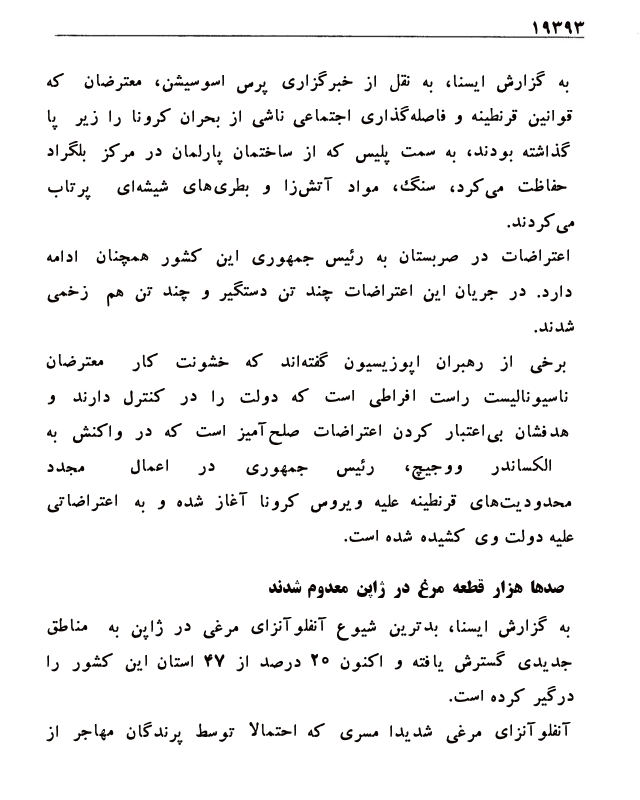 ۱۹۳۹۳
به گزارش ایسنا، به نقل از خبرگزاری پرس اسوسیشن، معترضان که
قوانین قرنطینه و فاصله‌گذاری اجتماعی ناشی از بحران کرونا را زیر پا
گذاشته بودند، به سمت پلیس که از ساختمان پارلمان در مرکز بلگراد
حفاظت می‌کرد، سنگ، مواد آتش‌زا و بطری‌های شیشه‌ای پرتاب
می‌کردند.
اعتراضات در صربستان به رئیس جمهوری این کشور همچنان ادامه
دارد. در جریان این اعتراضات چند تن دستگیر و چند تن هم زخمی
شدند.
برخی از رهبران اپوزیسیون گفته‌اند که خشونت کار معترضان
ناسیونالیست راست افراطی است که دولت را در کنترل دارند و
هدفشان بی‌اعتبار کردن اعتراضات صلح‌آمیز است که در واکنش به
الکساندر ووجیچ، رئیس جمهوری در اعمال مجدد
محدودیت‌های قرنطینه علیه ویروس کرونا آغاز شده و به اعتراضاتی
علیه دولت وی کشیده شده است.
صدها هزار قطعه مرغ در ژاپن معدوم شدند
به گزارش ایسنا، بدترین شیوع آنفلوآنزای مرغی در ژاپن به مناطق
جدیدی گسترش یافته و اکنون ۲۰ درصد از ۴۷ استان این کشور را
درگیر کرده است.
آنفلوآنزای مرغی شدیدا مسری که احتمالا توسط پرندگان مهاجر از